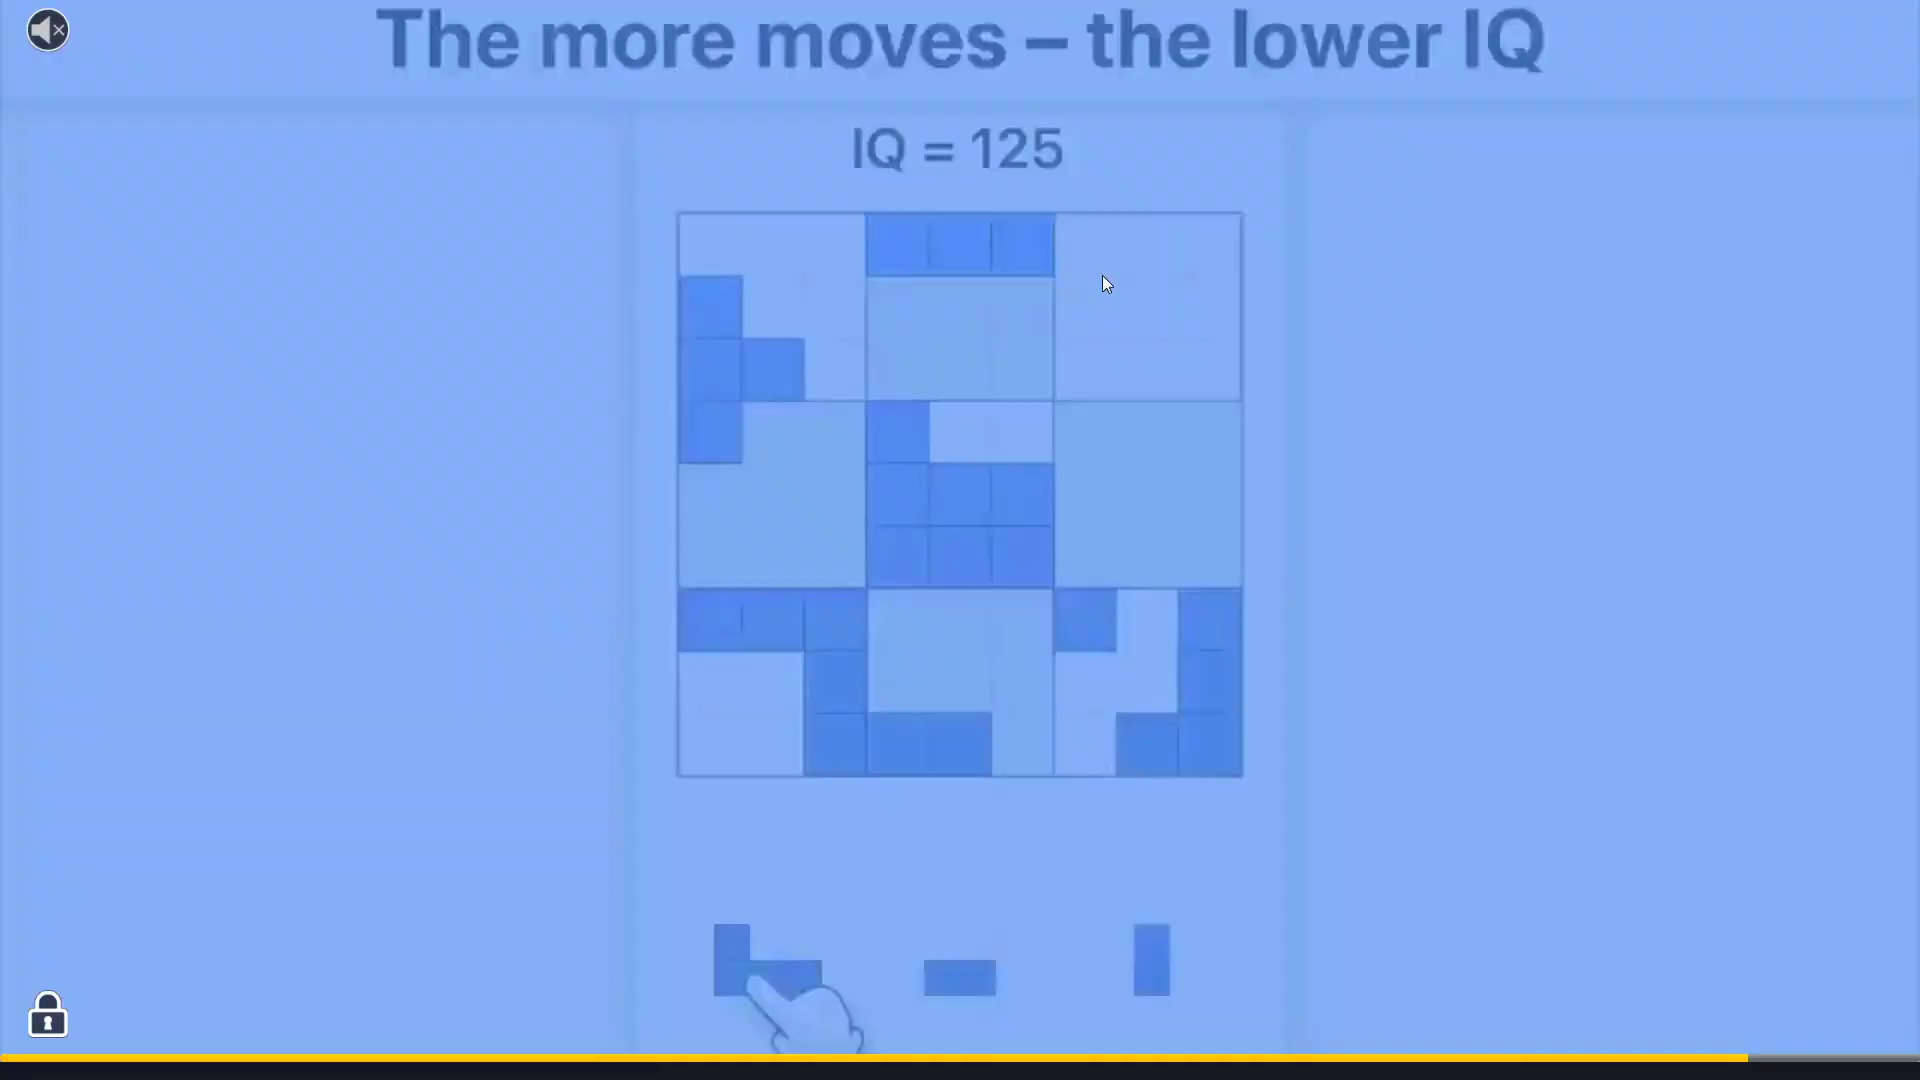 The more moves – the lower IQ
IQ = 125